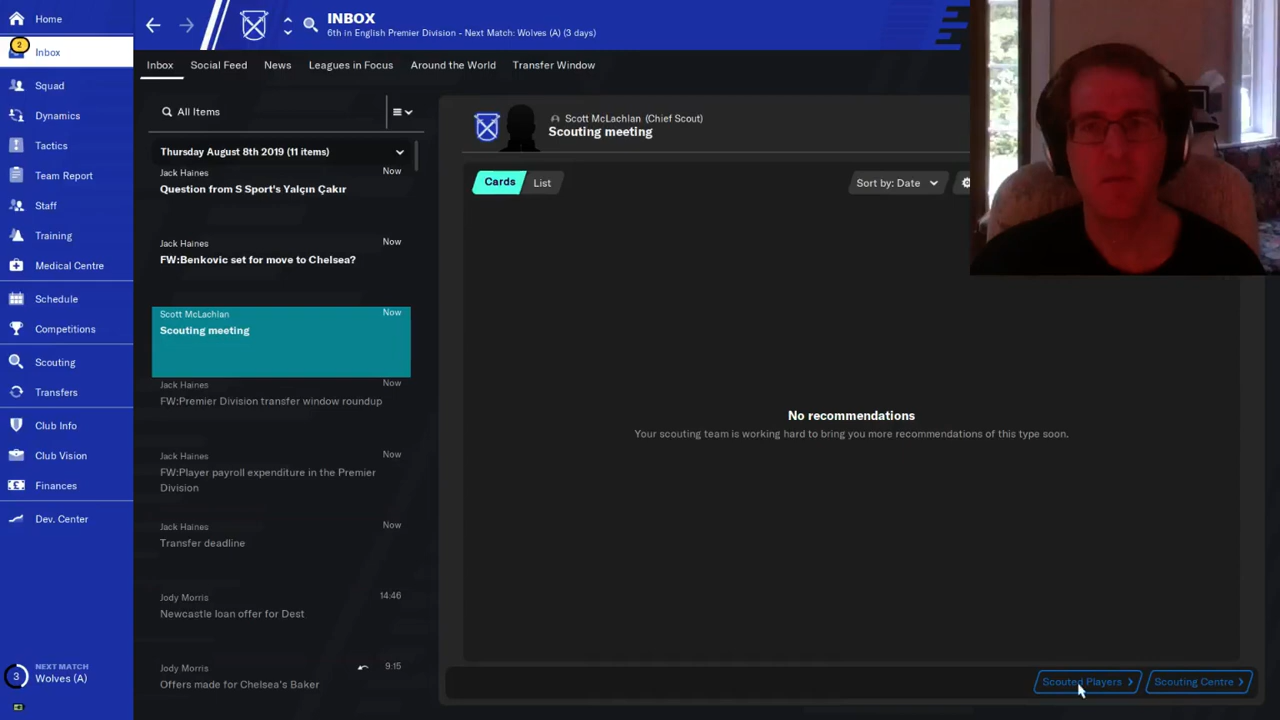 Home
2
Inbox
Squad
Dynamics
Tactics
Team Report
Staff
Training
Medical Centre
Schedule
Competitions
Scouting
Transfers
Club Info
Club Vision
Finances
Dev. Center
3
NEXT MATCH
Wolves (A)
INBOX
6th in English Premier Division - Next Match: Wolves (A) (3 days)
Inbox Social Feed News Leagues in Focus Around the World Transfer Window
All Items
Thursday August 8th 2019 (11 items)
Jack Haines Now
Question from S Sport's Yalçın Çakır
Jack Haines Now
FW:Benkovic set for move to Chelsea?
Scott McLachlan Now
Scouting meeting
Jack Haines Now
FW:Premier Division transfer window roundup
Jack Haines Now
FW:Player payroll expenditure in the Premier
Division
Jack Haines Now
Transfer deadline
Jody Morris 14:46
Newcastle loan offer for Dest
Jody Morris 9:15
Offers made for Chelsea's Baker
Scott McLachlan (Chief Scout)
Scouting meeting
Cards List Sort by: Date
No recommendations
Your scouting team is working hard to bring you more recommendations of this type soon.
Scouted Players Scouting Centre